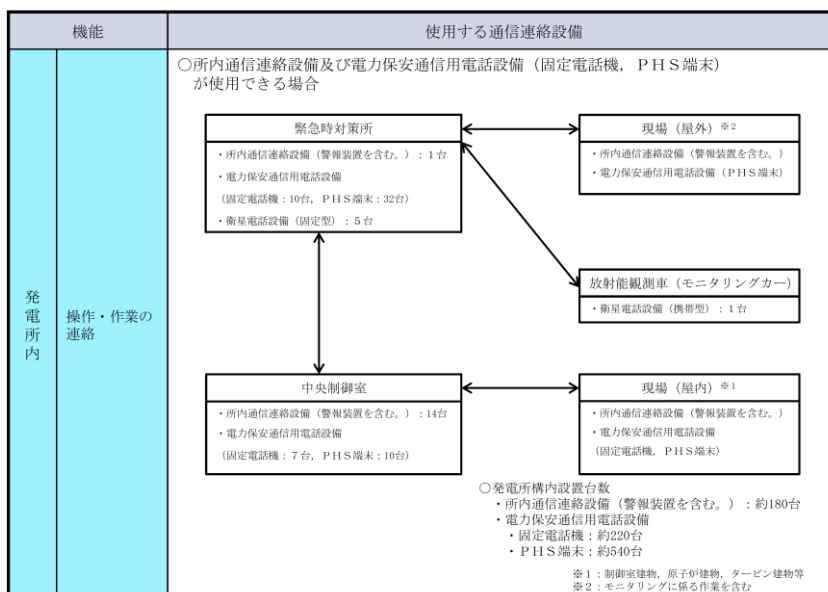 機能
使用する通信連絡設備
発電所内
操作・作業の
連絡
○所内通信連絡設備及び電力保安通信用電話設備（固定電話機，ＰＨＳ端末）
が使用できる場合
緊急時対策所
・所内通信連絡設備（警報装置を含む。）：１台
・電力保安通信用電話設備
（固定電話機：10台，ＰＨＳ端末：32台）
・衛星電話設備（固定型）：５台
現場（屋外）※２
・所内通信連絡設備（警報装置を含む。）
・電力保安通信用電話設備（ＰＨＳ端末）
放射能観測車（モニタリングカー）
・衛星電話設備（携帯型）：１台
中央制御室
・所内通信連絡設備（警報装置を含む。）：14台
・電力保安通信用電話設備
（固定電話機：７台，ＰＨＳ端末：10台）
現場（屋内）※１
・所内通信連絡設備（警報装置を含む。）
・電力保安通信用電話設備
（固定電話機，ＰＨＳ端末）
○発電所構内設置台数
・所内通信連絡設備（警報装置を含む。）：約180台
・電力保安通信用電話設備
・固定電話機：約220台
・ＰＨＳ端末：約540台
※１：制御室建物，原子炉建物，タービン建物等
※２：モニタリングに係る作業を含む